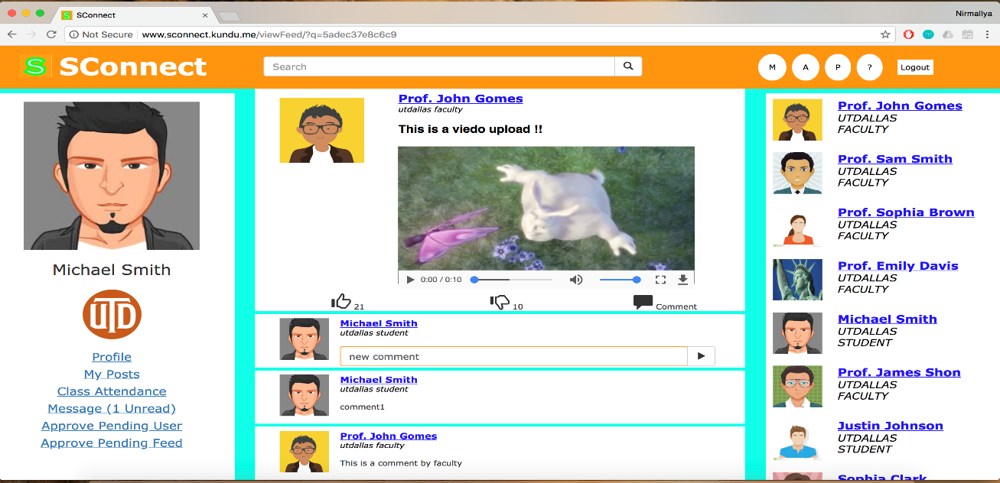 SConnect
Nirmallya
Not Secure www.sconnect.kundu.me/viewFeed/?q=5adec37e8c6c9
S SConnect
Search
M A P ? Logout
Michael Smith
UTD
Profile
My Posts
Class Attendance
Message (1 Unread)
Approve Pending User
Approve Pending Feed
Prof. John Gomes
utdallas faculty
This is a viedo upload !!
0:00 / 0:10
21 10 Comment
Michael Smith
utdallas student
new comment
Michael Smith
utdallas student
comment1
Prof. John Gomes
utdallas faculty
This is a comment by faculty
Prof. John Gomes
UTDALLAS
FACULTY
Prof. Sam Smith
UTDALLAS
FACULTY
Prof. Sophia Brown
UTDALLAS
FACULTY
Prof. Emily Davis
UTDALLAS
FACULTY
Michael Smith
UTDALLAS
STUDENT
Prof. James Shon
UTDALLAS
FACULTY
Justin Johnson
UTDALLAS
STUDENT
Sophia Clark